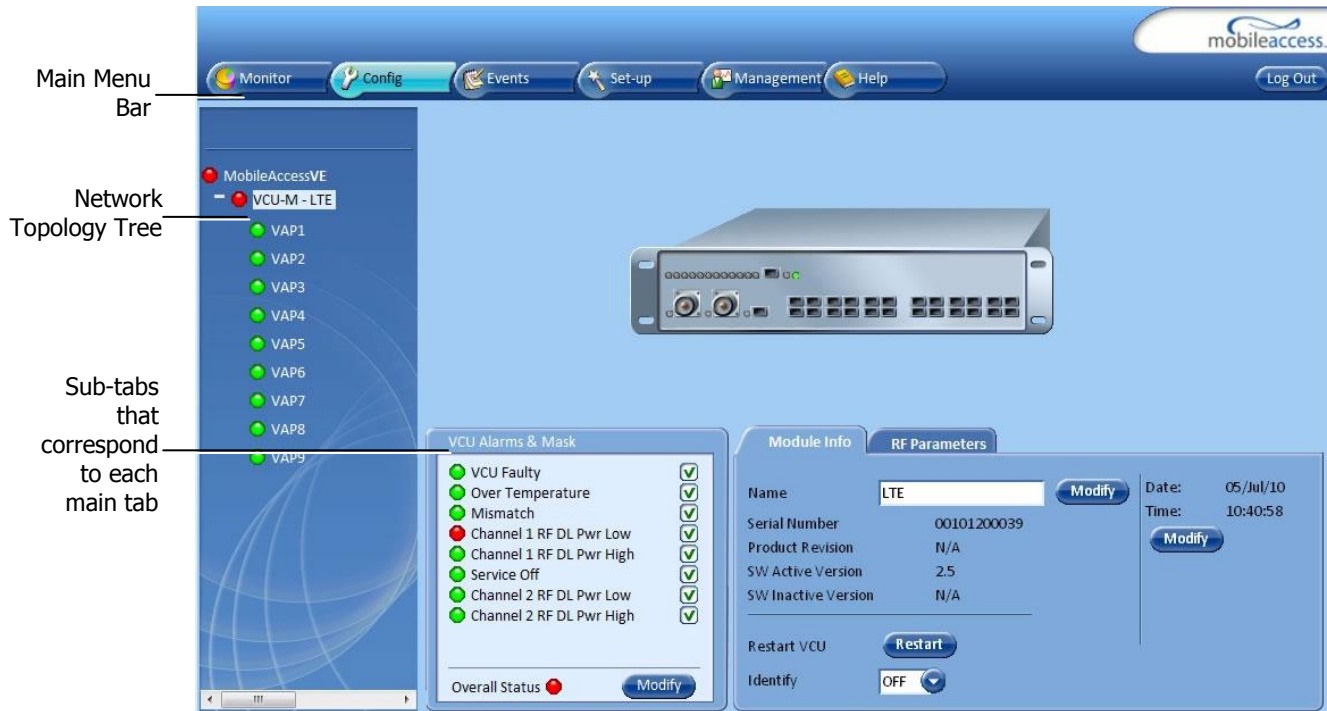 mobileaccess.
Main Menu
Bar
Monitor
Config
Events
Set-up
Management
Help
Log Out
Network
Topology Tree
MobileAccessVE
VCU-M - LTE
VAP1
VAP2
VAP3
VAP4
VAP5
VAP6
VAP7
VAP8
VAP9
Sub-tabs
that
correspond
to each
main tab
VCU Alarms & Mask
VCU Faulty
Over Temperature
Mismatch
Channel 1 RF DL Pwr Low
Channel 1 RF DL Pwr High
Service Off
Channel 2 RF DL Pwr Low
Channel 2 RF DL Pwr High
Overall Status
Modify
Module Info
RF Parameters
Name LTE Modify
Serial Number 00101200039
Product Revision N/A
SW Active Version 2.5
SW Inactive Version N/A
Restart VCU Restart
Identify OFF
Date: 05/Jul/10
Time: 10:40:58
Modify